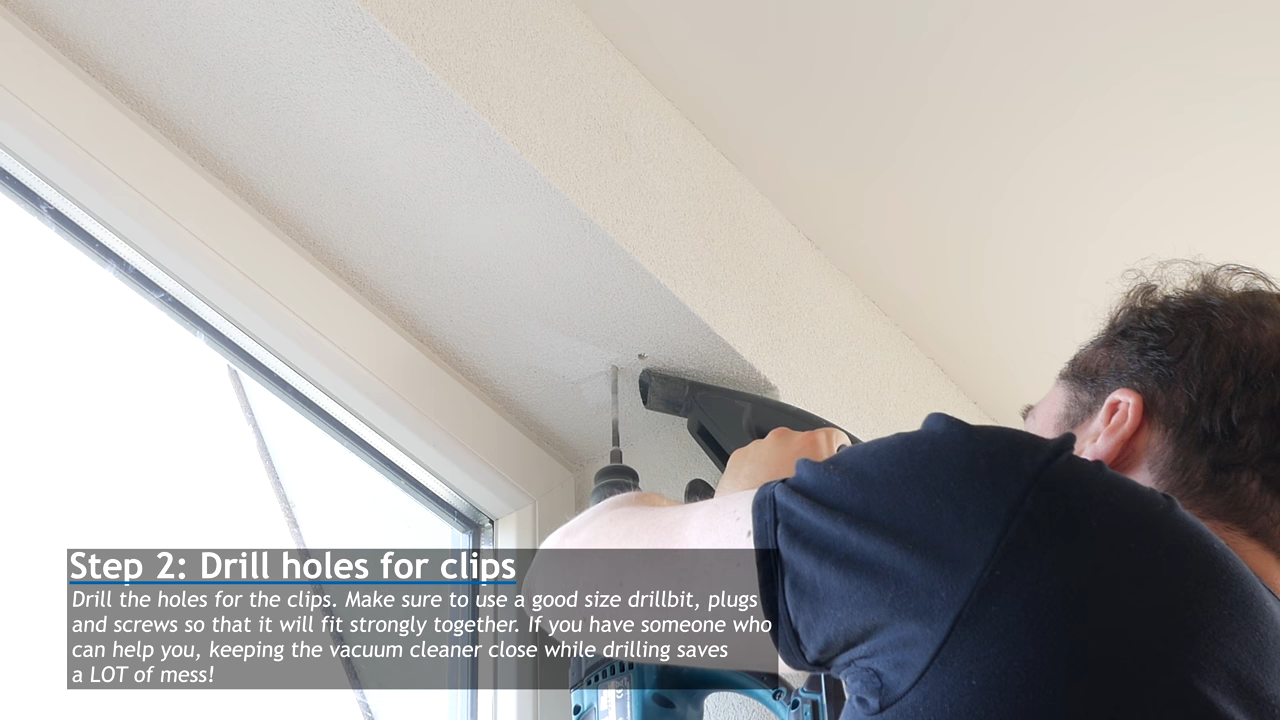 Step 2: Drill holes for clips
Drill the holes for the clips. Make sure to use a good size drillbit, plugs
and screws so that it will fit strongly together. If you have someone who
can help you, keeping the vacuum cleaner close while drilling saves
a LOT of mess!